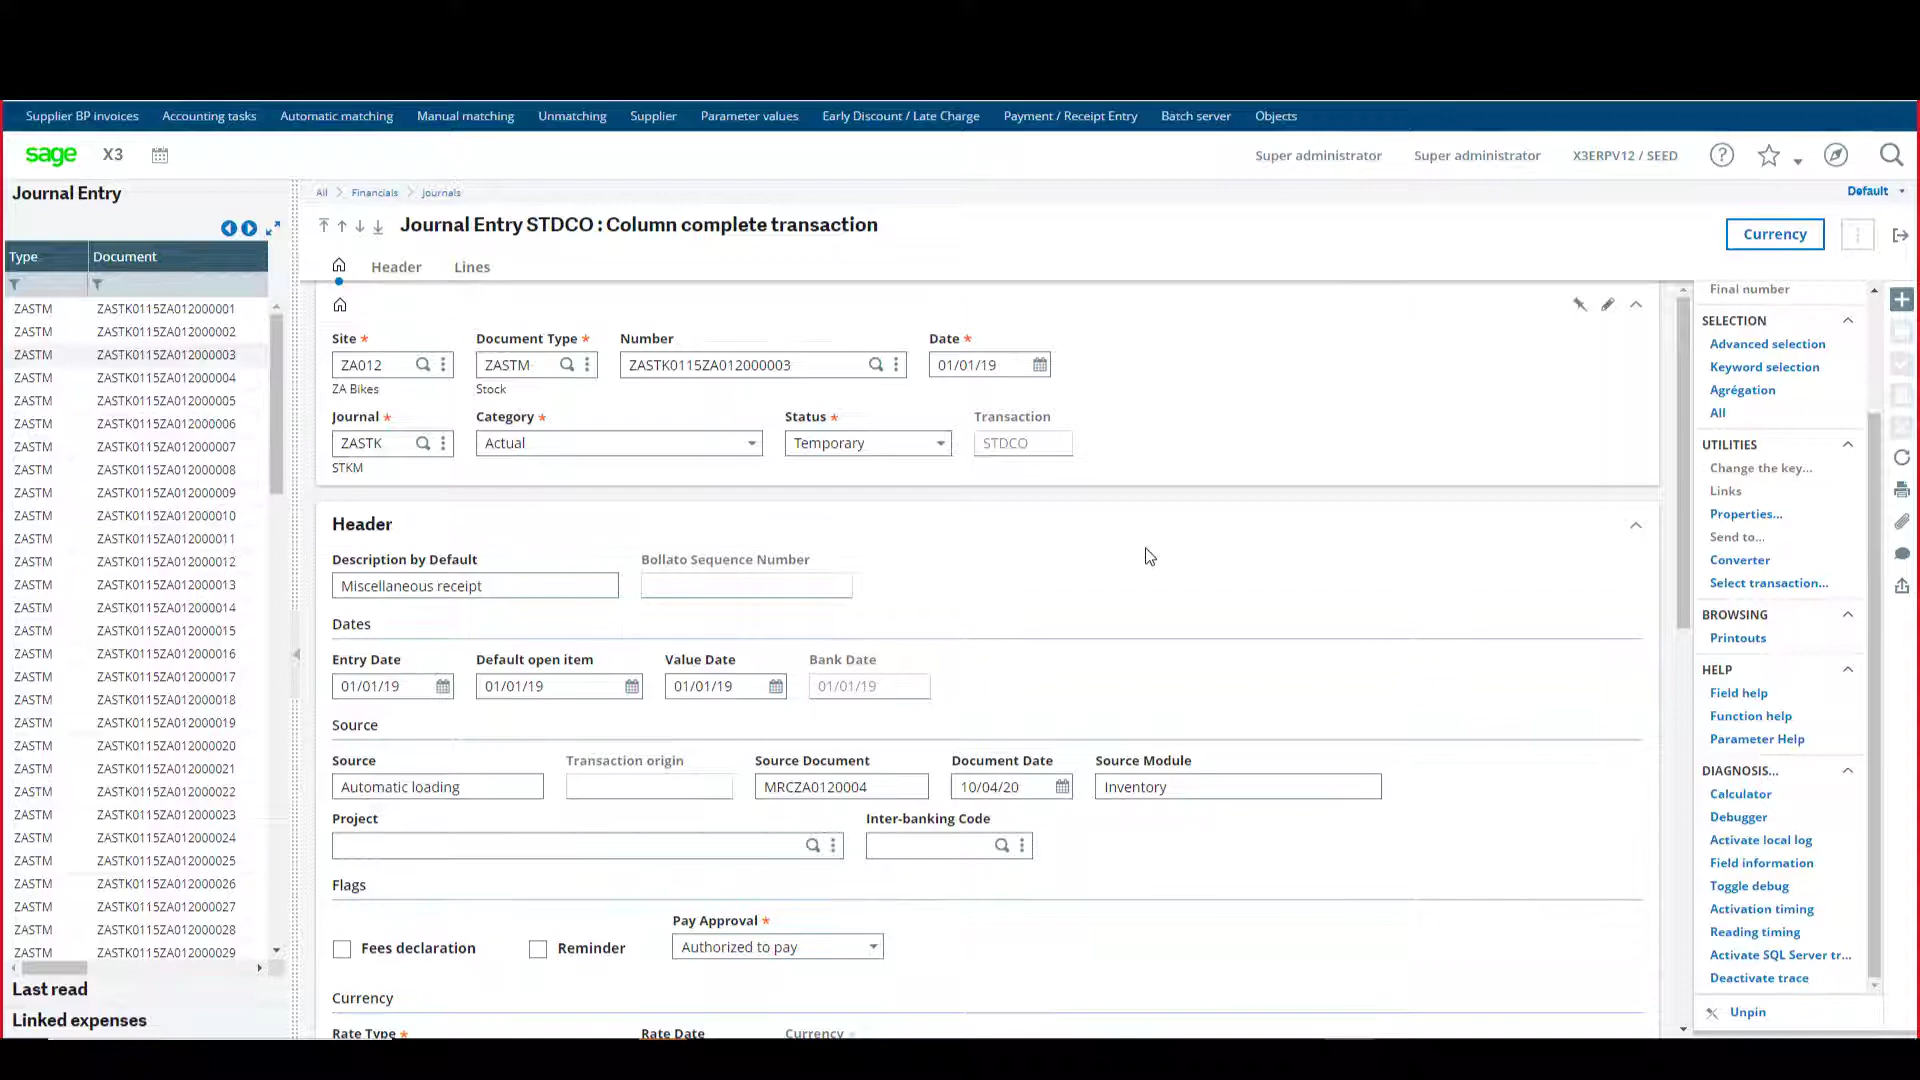 Supplier BP invoices Accounting tasks Automatic matching Manual matching Unmatching Supplier Parameter values Early Discount / Late Charge Payment / Receipt Entry Batch server Objects
sage X3 Super administrator Super administrator X3ERPV12 / SEED
Journal Entry
All Financials Journals Default
Journal Entry STDCO : Column complete transaction
Currency
Header Lines
Type Document
ZASTM ZASTK0115ZA012000001
ZASTM ZASTK0115ZA012000002
ZASTM ZASTK0115ZA012000003
ZASTM ZASTK0115ZA012000004
ZASTM ZASTK0115ZA012000005
ZASTM ZASTK0115ZA012000006
ZASTM ZASTK0115ZA012000007
ZASTM ZASTK0115ZA012000008
ZASTM ZASTK0115ZA012000009
ZASTM ZASTK0115ZA012000010
ZASTM ZASTK0115ZA012000011
ZASTM ZASTK0115ZA012000012
ZASTM ZASTK0115ZA012000013
ZASTM ZASTK0115ZA012000014
ZASTM ZASTK0115ZA012000015
ZASTM ZASTK0115ZA012000016
ZASTM ZASTK0115ZA012000017
ZASTM ZASTK0115ZA012000018
ZASTM ZASTK0115ZA012000019
ZASTM ZASTK0115ZA012000020
ZASTM ZASTK0115ZA012000021
ZASTM ZASTK0115ZA012000022
ZASTM ZASTK0115ZA012000023
ZASTM ZASTK0115ZA012000024
ZASTM ZASTK0115ZA012000025
ZASTM ZASTK0115ZA012000026
ZASTM ZASTK0115ZA012000027
ZASTM ZASTK0115ZA012000028
ZASTM ZASTK0115ZA012000029
Last read
Linked expenses
Site * Document Type * Number Date *
ZA012 ZASTM ZASTK0115ZA012000003 01/01/19
ZA Bikes Stock
Journal * Category * Status * Transaction
ZASTK Actual Temporary STDCO
STKM
Header
Description by Default Bollato Sequence Number
Miscellaneous receipt
Dates
Entry Date Default open item Value Date Bank Date
01/01/19 01/01/19 01/01/19 01/01/19
Source
Source Transaction origin Source Document Document Date Source Module
Automatic loading MRCZA0120004 10/04/20 Inventory
Project Inter-banking Code
Flags
Pay Approval *
Fees declaration Reminder Authorized to pay
Currency
Rate Type * Rate Date Currency *
Final number
SELECTION
Advanced selection
Keyword selection
Agrégation
All
UTILITIES
Change the key...
Links
Properties...
Send to...
Converter
Select transaction...
BROWSING
Printouts
HELP
Field help
Function help
Parameter Help
DIAGNOSIS...
Calculator
Debugger
Activate local log
Field information
Toggle debug
Activation timing
Reading timing
Activate SQL Server tr...
Deactivate trace
Unpin